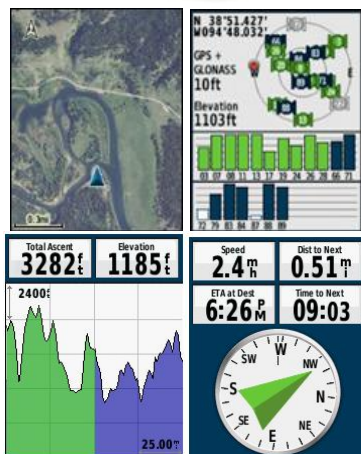 0.3mi
N 38°51.427'
W094°48.032'
GPS +
GLONASS
10ft
Elevation
1103ft
03 07 08 11 13 17 19 24 26 28 66 71
72 79 83 84 87 88 89
Total Ascent
3282ft
Elevation
1185ft
2400ft
25.00mi
Speed
2.4mh
Dist to Next
0.51mi
ETA at Dest
6:26PM
Time to Next
09:03
W
SW
NW
S
N
SE
NE
E